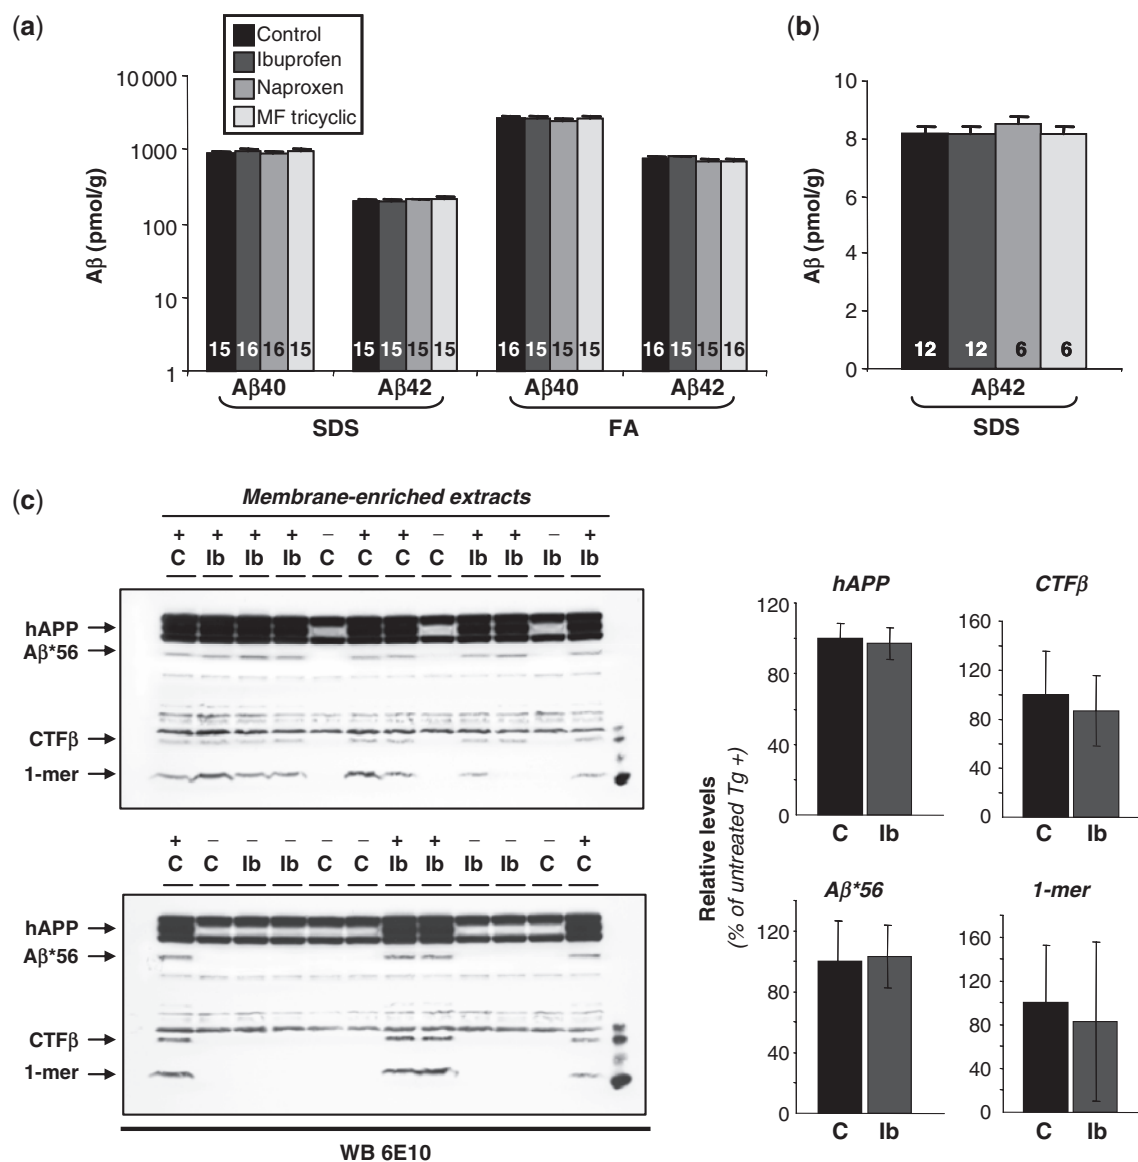 (a)
Control
Ibuprofen
Naproxen
MF tricyclic
Aβ (pmol/g)
10 000
1000
100
10
1
15 16 16 15 15 15 15 15 16 15 15 15 16 15 15 16
Aβ40 Aβ42 Aβ40 Aβ42
SDS FA
(b)
Aβ (pmol/g)
10
8
6
4
2
0
12 12 6 6
Aβ42
SDS
(c)
Membrane-enriched extracts
+ + + + – + + – + + – +
C Ib Ib Ib C C C C Ib Ib Ib Ib
hAPP
Aβ*56
CTFβ
1-mer
+ – – – – – + + – – – +
C C Ib Ib C C Ib Ib Ib Ib C C
hAPP
Aβ*56
CTFβ
1-mer
WB 6E10
Relative levels
(% of untreated Tg +)
hAPP
120
80
40
0
C Ib
CTFβ
160
120
80
40
0
C Ib
Aβ*56
120
80
40
0
C Ib
1-mer
160
120
80
40
0
C Ib